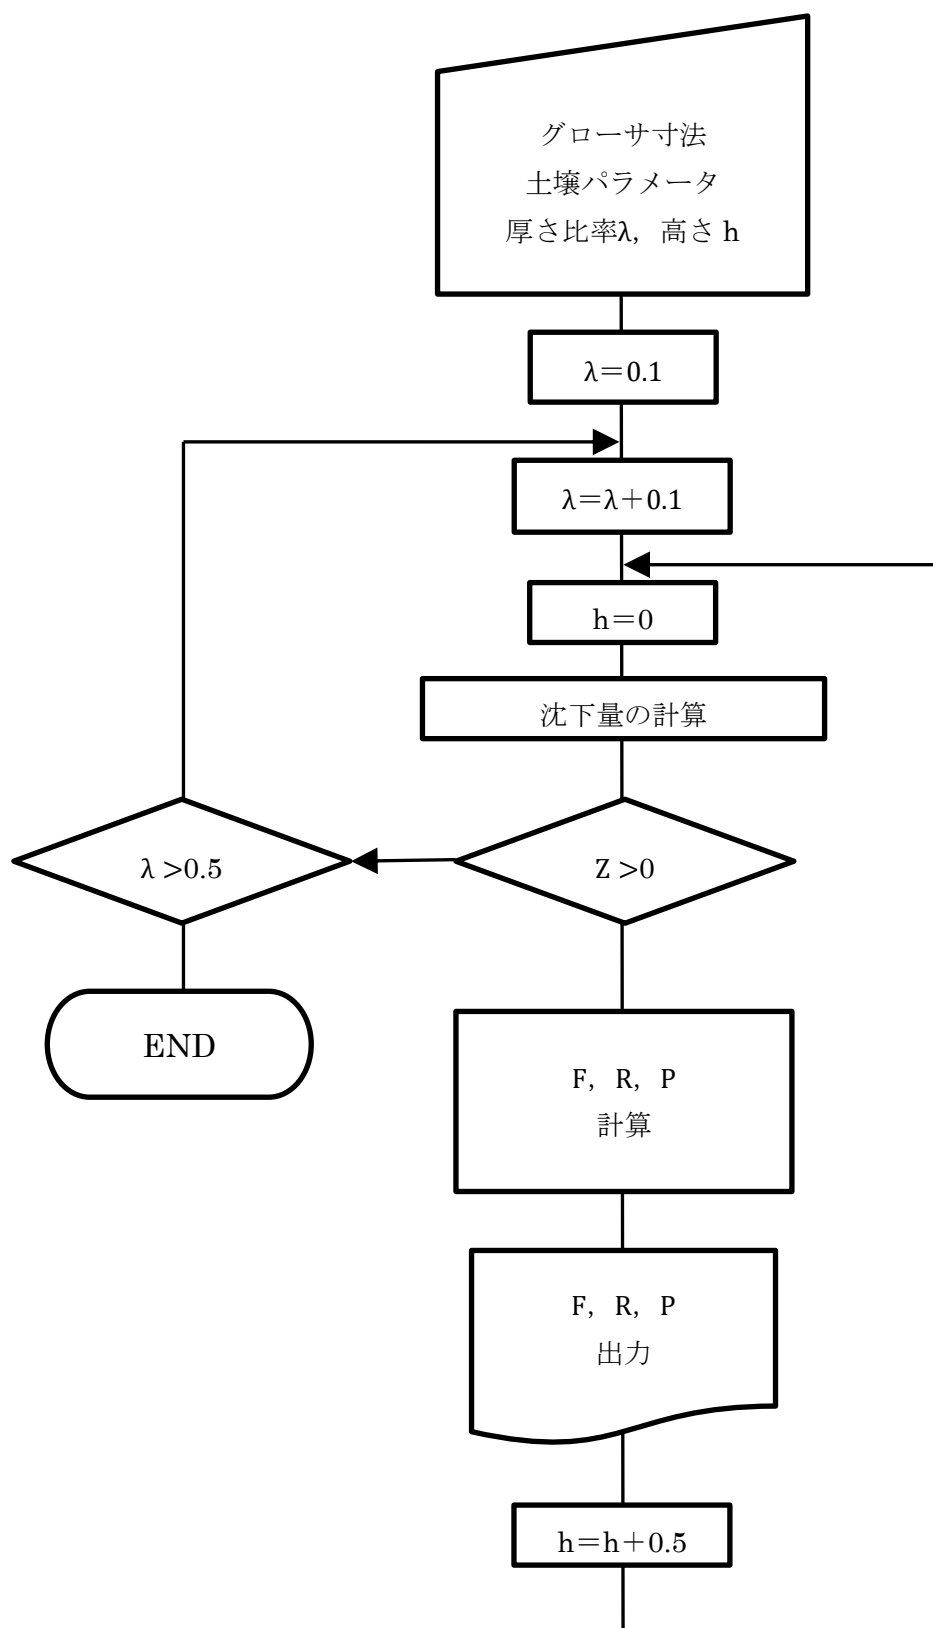 グローサ寸法
土壌パラメータ
厚さ比率λ，高さ h
λ＝0.1
λ＝λ＋0.1
h＝0
沈下量の計算
λ >0.5
Z >0
END
F，R，P
計算
F，R，P
出力
h＝h＋0.5